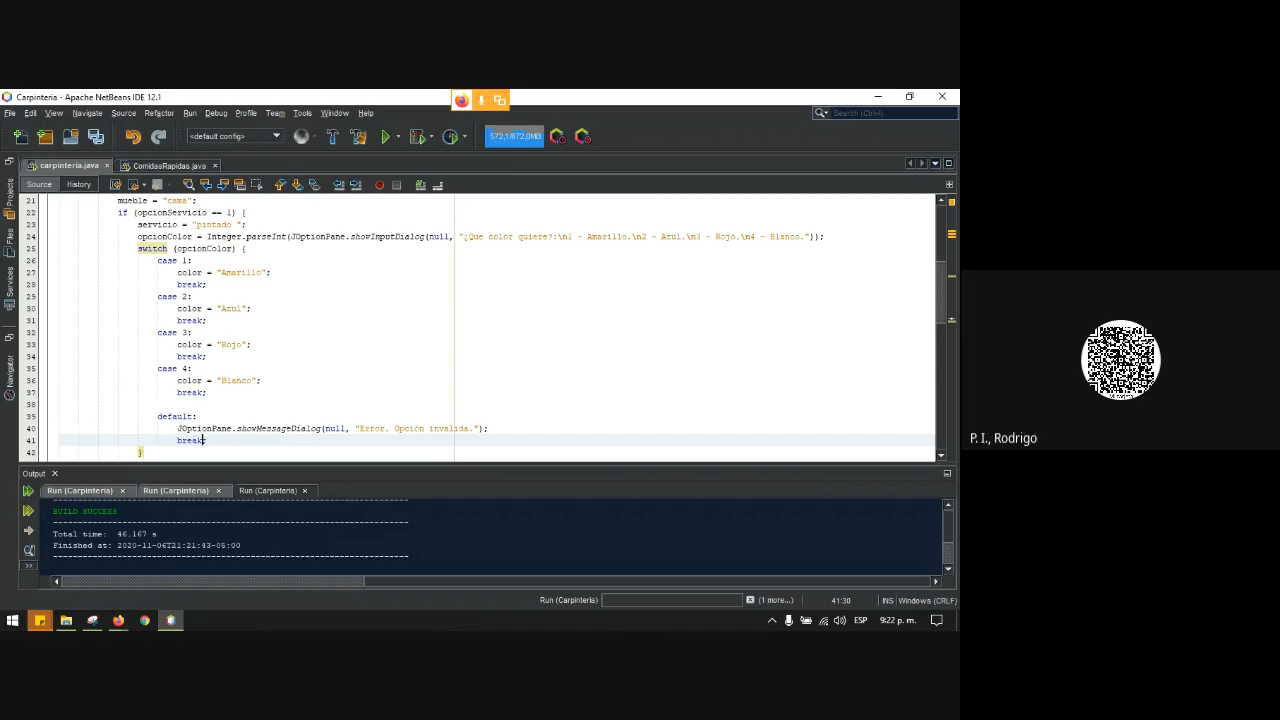 Carpinteria - Apache NetBeans IDE 12.1
File Edit View Navigate Source Refactor Run Debug Profile Team Tools Window Help
Search (Ctrl+I)
<default config>
572,1/872,0MB
carpinteria.java
ComidasRapidas.java
Source History
Projects
Files
Services
Navigator
21 mueble = "cama";
22 if (opcionServicio == 1) {
23 servicio = "pintado ";
24 opcionColor = Integer.parseInt(JOptionPane.showInputDialog(null, "¿Que color quiere?:\n1 - Amarillo.\n2 - Azul.\n3 - Rojo.\n4 - Blanco."));
25 switch (opcionColor) {
26 case 1:
27 color = "Amarillo";
28 break;
29 case 2:
30 color = "Azul";
31 break;
32 case 3:
33 color = "Rojo";
34 break;
35 case 4:
36 color = "Blanco";
37 break;
38
39 default:
40 JOptionPane.showMessageDialog(null, "Error. Opción invalida.");
41 break;
42 }
Output
Run (Carpinteria) Run (Carpinteria) Run (Carpinteria)
------------------------------------------------------------------------
BUILD SUCCESS
------------------------------------------------------------------------
Total time: 46.167 s
Finished at: 2020-11-06T21:21:43-05:00
------------------------------------------------------------------------
Run (Carpinteria) (1 more...) 41:30 INS Windows (CRLF)
ESP 9:22 p. m.
P. I., Rodrigo